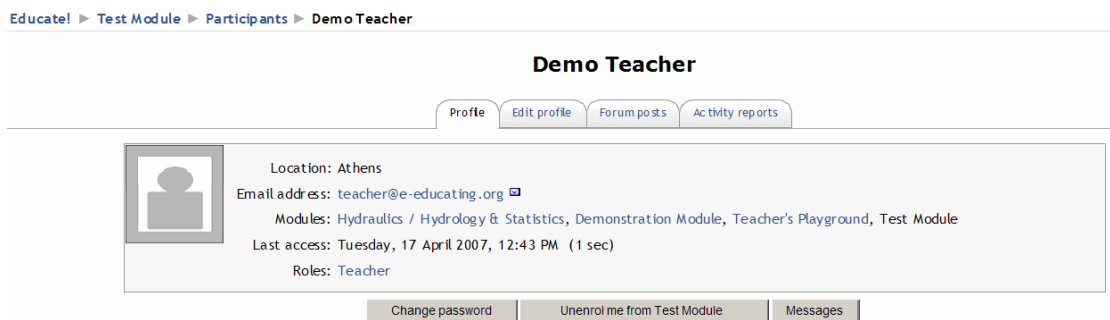 Educate! ► Test Module ► Participants ► Demo Teacher
Demo Teacher
Profile Edit profile Forum posts Activity reports
Location: Athens
Email address: teacher@e-educating.org
Modules: Hydraulics / Hydrology & Statistics, Demonstration Module, Teacher's Playground, Test Module
Last access: Tuesday, 17 April 2007, 12:43 PM (1 sec)
Roles: Teacher
Change password Unenrol me from Test Module Messages